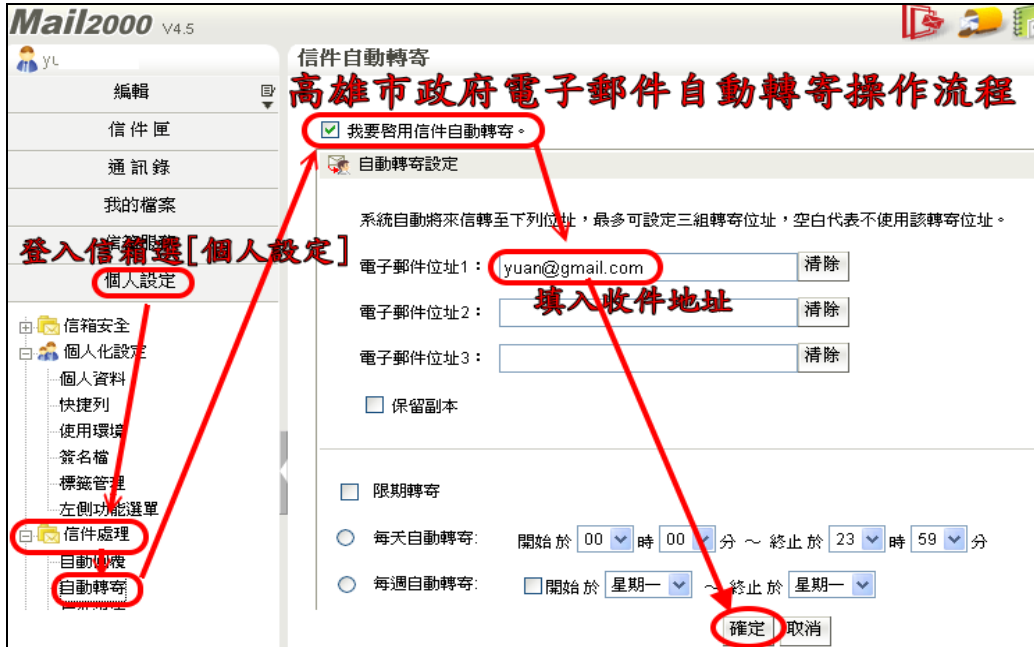 Mail2000 V4.5
信件自動轉寄
高雄市政府電子郵件自動轉寄操作流程
編輯
信件匣
通訊錄
我的檔案
登入信箱選[個人設定]
個人設定
信箱安全
個人化設定
個人資料
快捷列
使用環境
簽名檔
標籤管理
左側功能選單
信件處理
自動回覆
自動轉寄
我要啓用信件自動轉寄。
自動轉寄設定
系統自動將來信轉至下列位址，最多可設定三組轉寄位址，空白代表不使用該轉寄位址。
電子郵件位址1： yuan@gmail.com 清除
填入收件地址
電子郵件位址2： 清除
電子郵件位址3： 清除
保留副本
限期轉寄
每天自動轉寄: 開始於 00 時 00 分 ～ 終止於 23 時 59 分
每週自動轉寄: 開始於 星期一 ～ 終止於 星期一
確定 取消